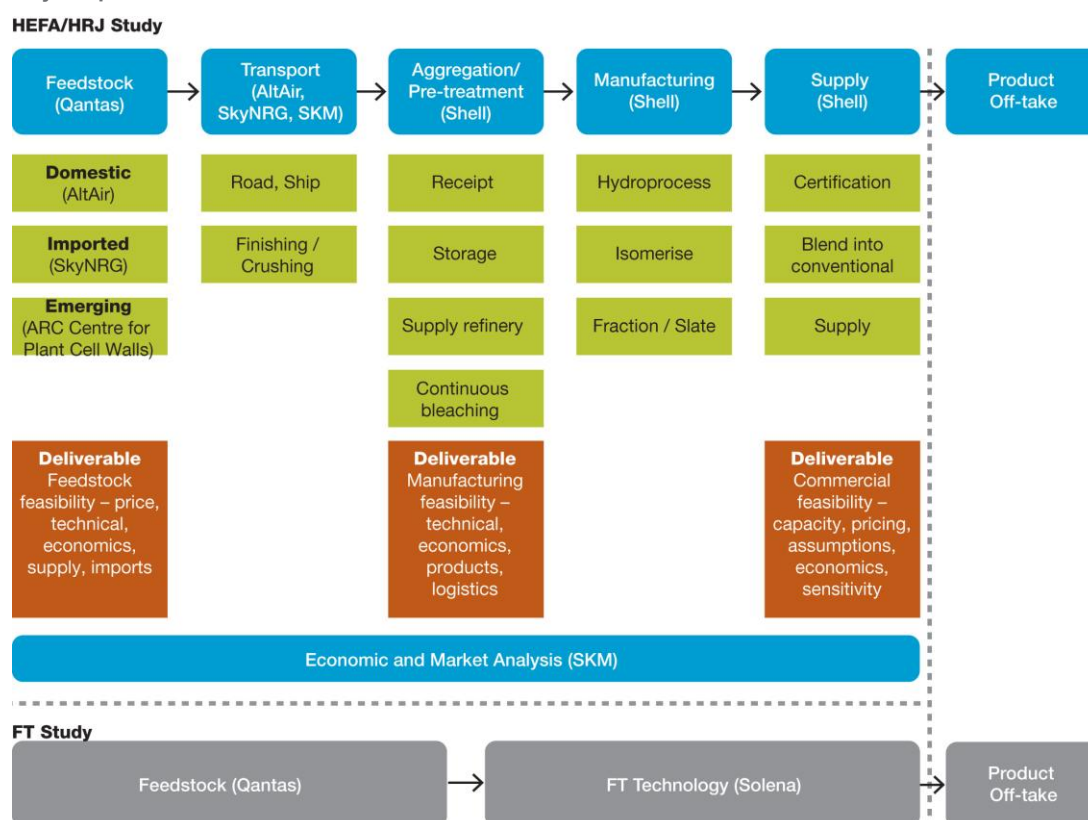 HEFA/HRJ Study
Feedstock
(Qantas)
Transport
(AltAir,
SkyNRG, SKM)
Aggregation/
Pre-treatment
(Shell)
Manufacturing
(Shell)
Supply
(Shell)
Product
Off-take
Domestic
(AltAir)
Road, Ship
Receipt
Hydroprocess
Certification
Imported
(SkyNRG)
Finishing /
Crushing
Storage
Isomerise
Blend into
conventional
Emerging
(ARC Centre for
Plant Cell Walls)
Supply refinery
Fraction / Slate
Supply
Continuous
bleaching
Deliverable
Feedstock
feasibility – price,
technical,
economics,
supply, imports
Deliverable
Manufacturing
feasibility –
technical,
economics,
products,
logistics
Deliverable
Commercial
feasibility –
capacity, pricing,
assumptions,
economics,
sensitivity
Economic and Market Analysis (SKM)
FT Study
Feedstock (Qantas)
FT Technology (Solena)
Product
Off-take